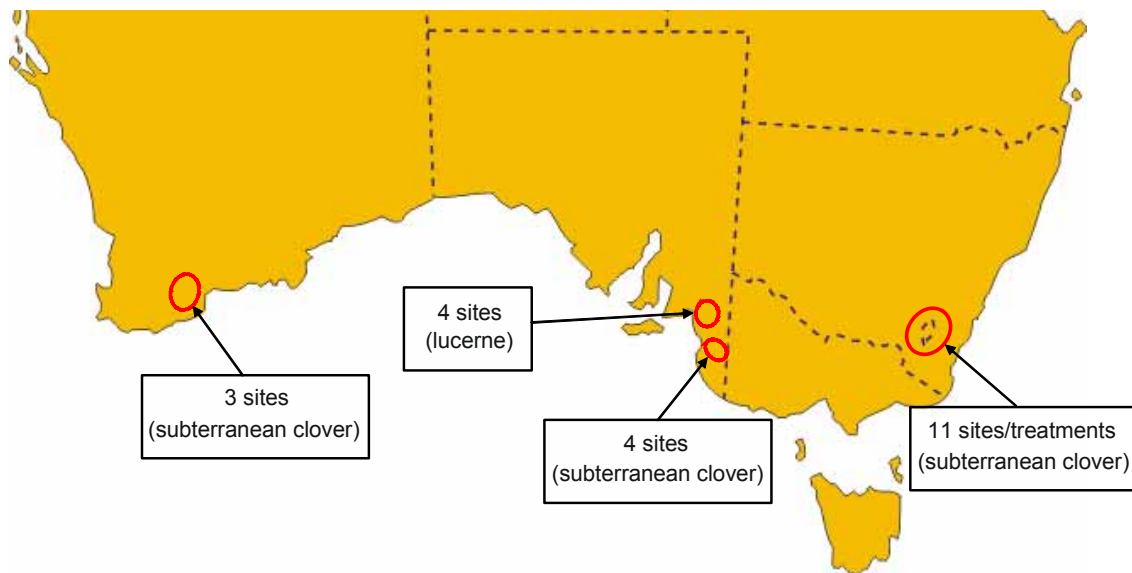 4 sites
(lucerne)
3 sites
(subterranean clover)
4 sites
(subterranean clover)
11 sites/treatments
(subterranean clover)